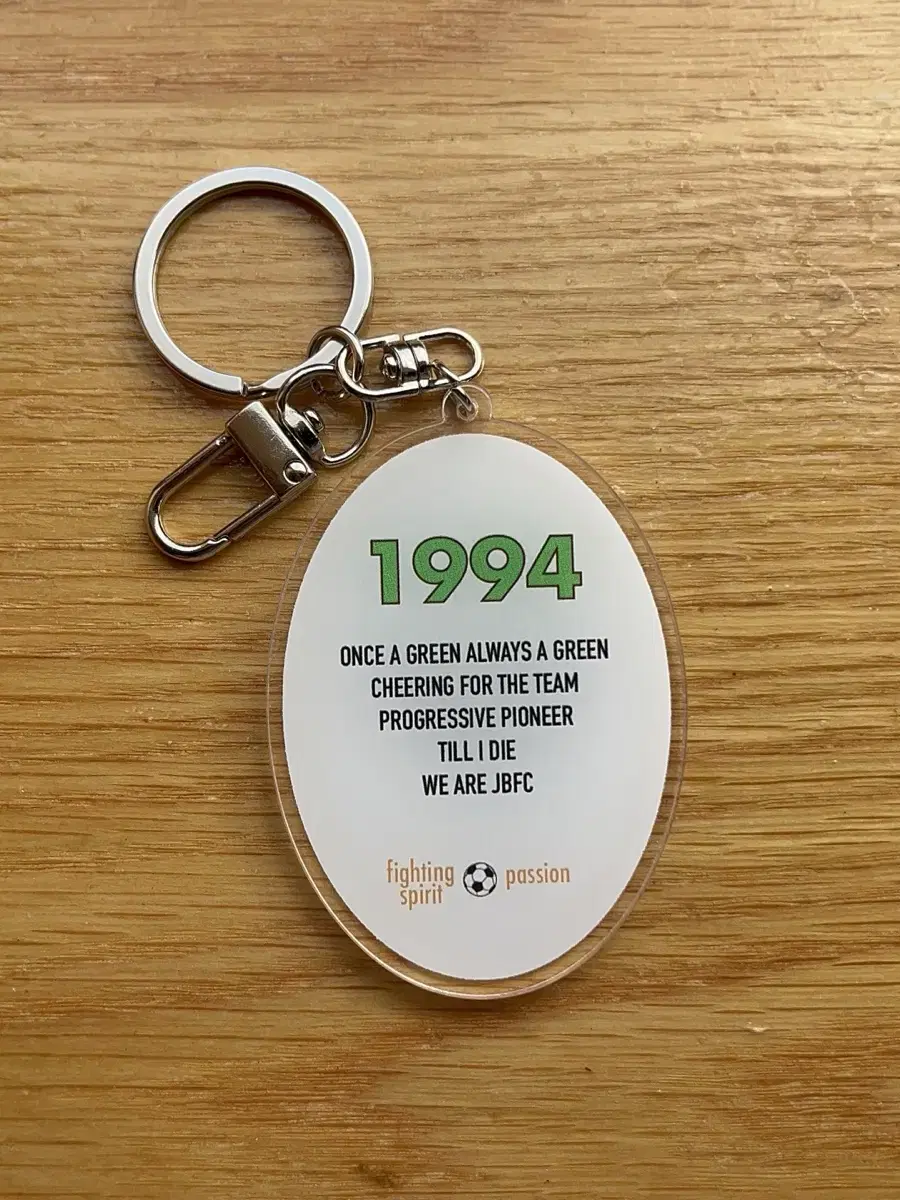 1994
ONCE A GREEN ALWAYS A GREEN
CHEERING FOR THE TEAM
PROGRESSIVE PIONEER
TILL I DIE
WE ARE JBFC
fighting spirit
passion